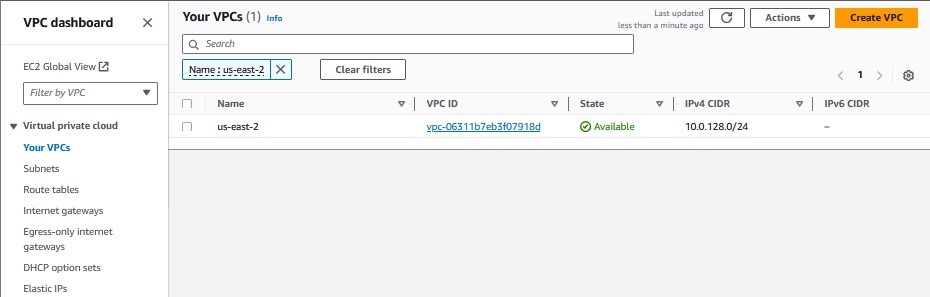 VPC dashboard
EC2 Global View
Filter by VPC
Virtual private cloud
Your VPCs
Subnets
Route tables
Internet gateways
Egress-only internet
gateways
DHCP option sets
Elastic IPs
Your VPCs (1) Info
Last updated
less than a minute ago
Actions
Create VPC
Search
Name : us-east-2
Clear filters
1
Name VPC ID State IPv4 CIDR IPv6 CIDR
us-east-2 vpc-06311b7eb3f07918d Available 10.0.128.0/24 –